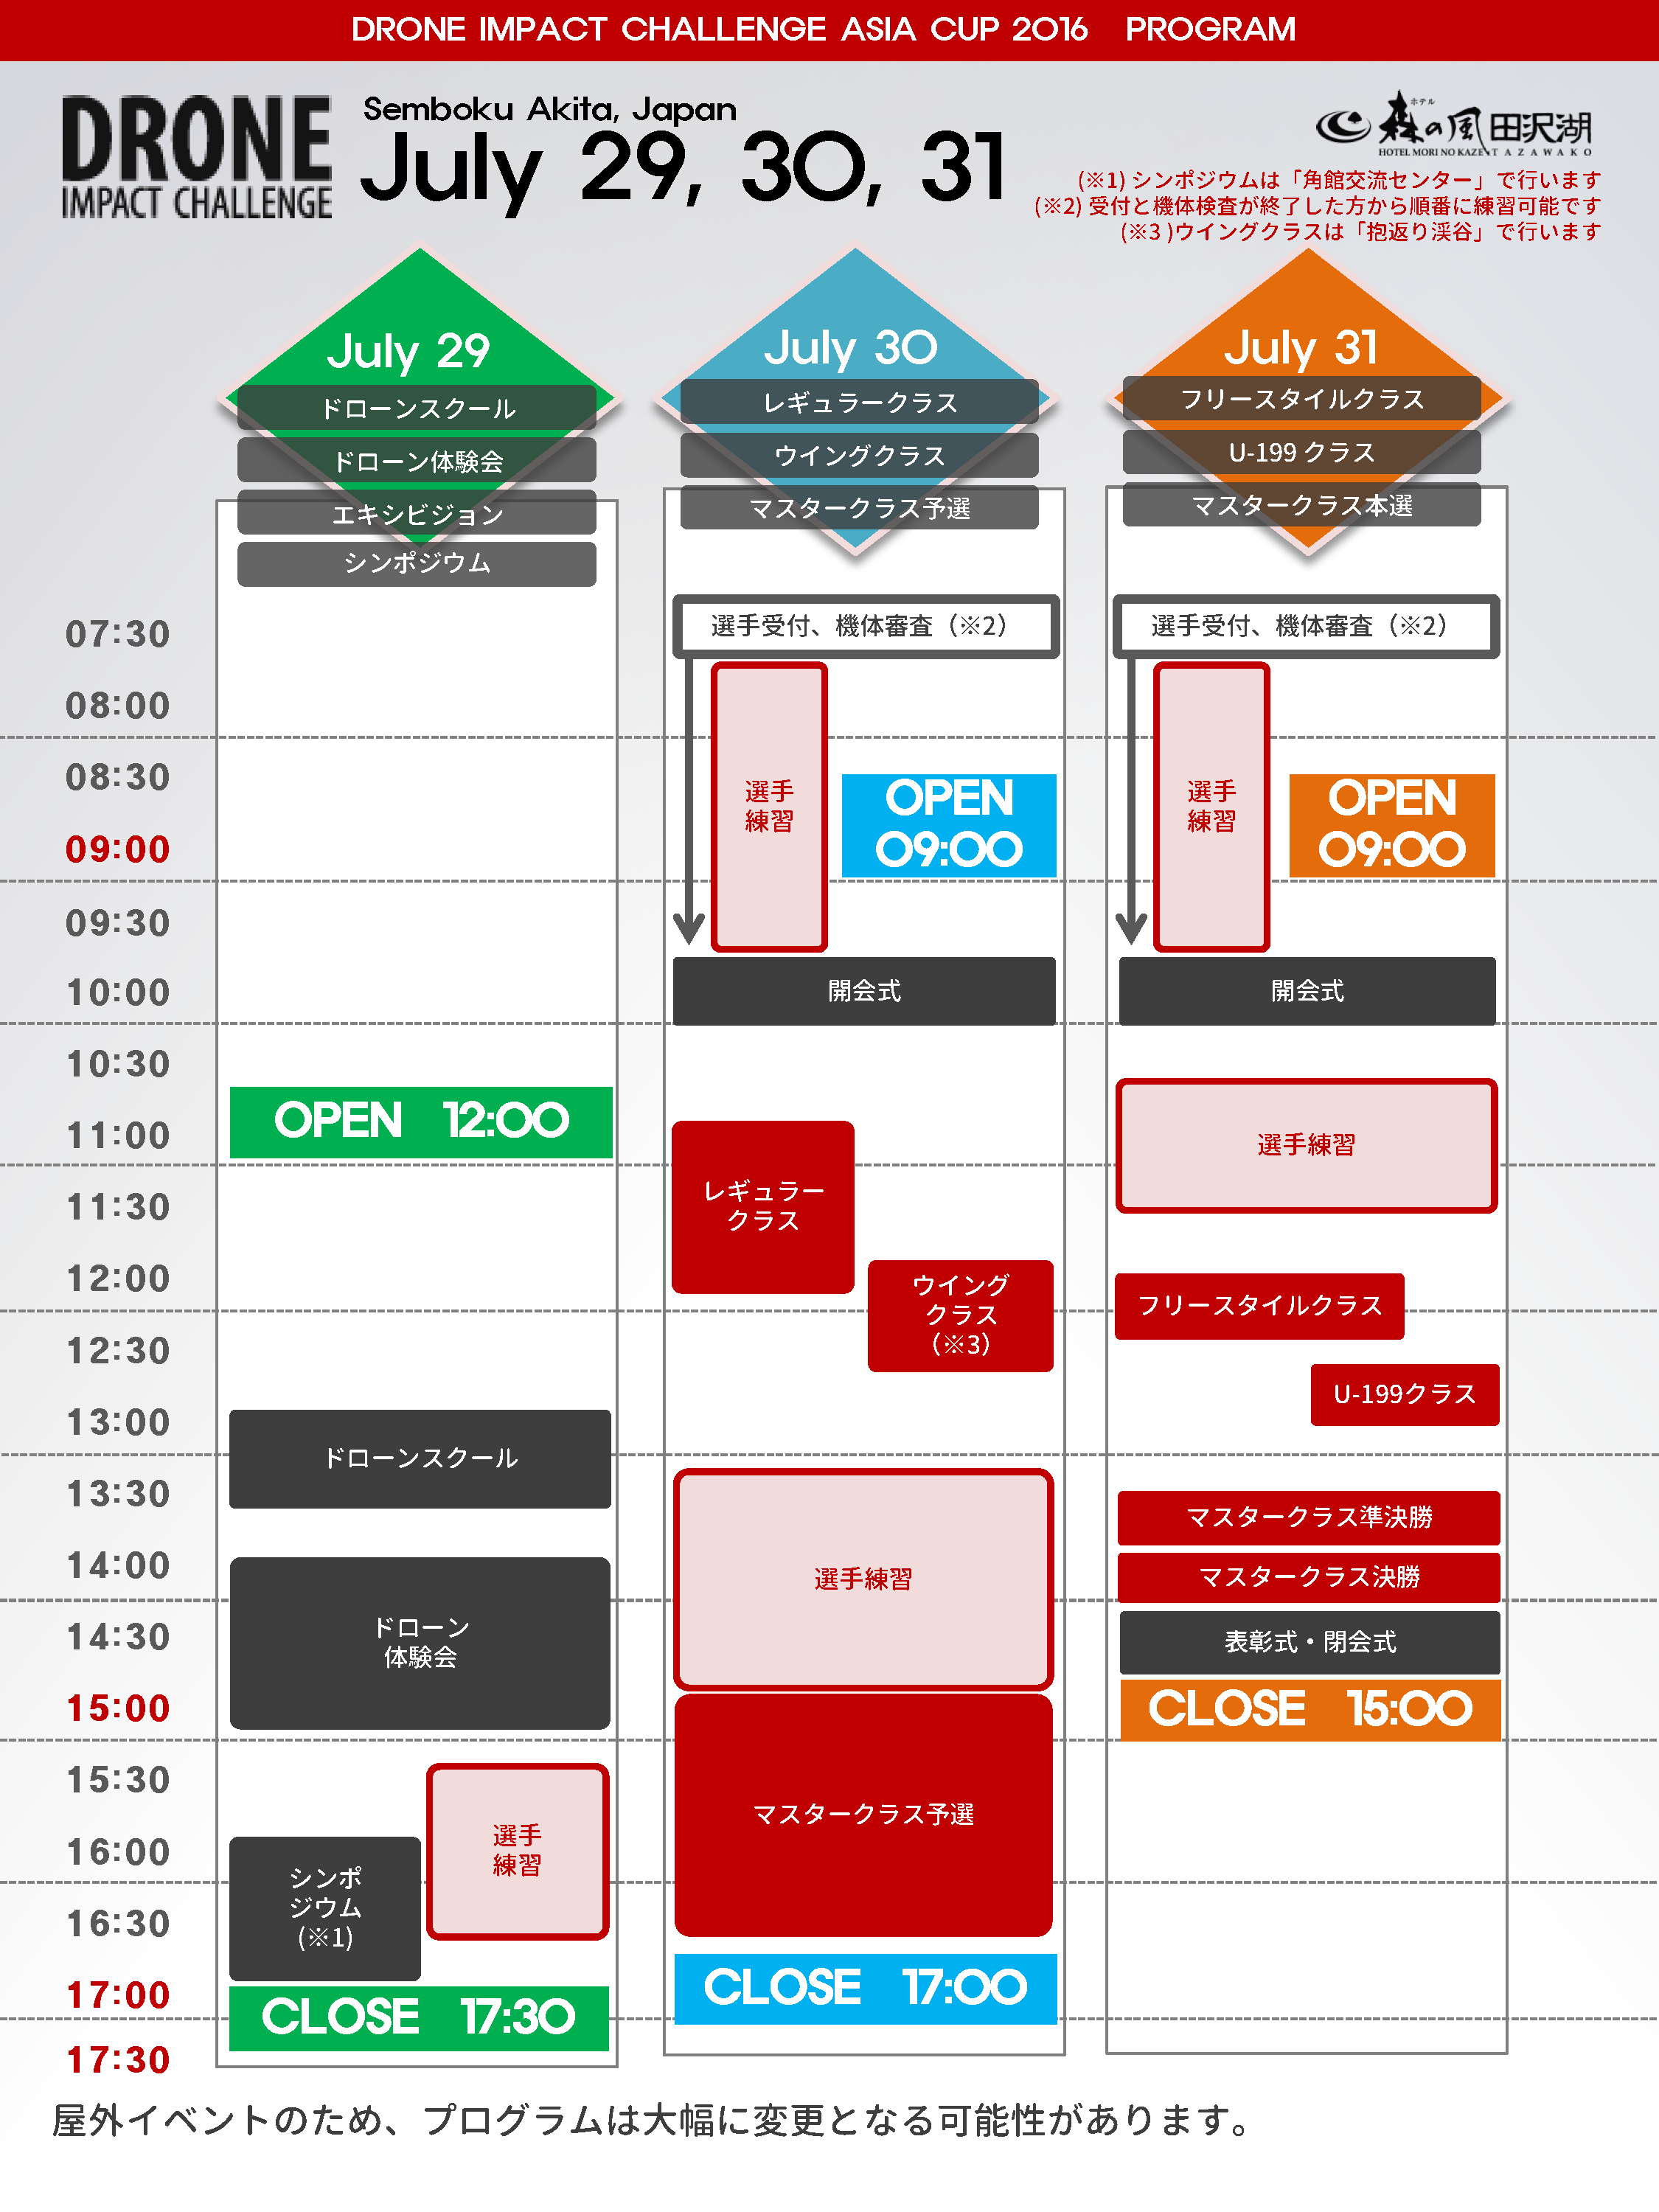 DRONE IMPACT CHALLENGE ASIA CUP 2016 PROGRAM
DRONE
IMPACT CHALLENGE
Semboku Akita, Japan
July 29, 30, 31
ホテル
森の風田沢湖
HOTEL MORI NO KAZE TAZAWAKO
(※1) シンポジウムは「角館交流センター」で行います
(※2) 受付と機体検査が終了した方から順番に練習可能です
(※3 )ウイングクラスは「抱返り渓谷」で行います
July 29
ドローンスクール
ドローン体験会
エキシビジョン
シンポジウム
July 30
レギュラークラス
ウイングクラス
マスタークラス予選
July 31
フリースタイルクラス
U-199 クラス
マスタークラス本選
07:30
08:00
08:30
09:00
09:30
10:00
10:30
11:00
11:30
12:00
12:30
13:00
13:30
14:00
14:30
15:00
15:30
16:00
16:30
17:00
17:30
OPEN 12:00
ドローンスクール
ドローン
体験会
シンポ
ジウム
(※1)
選手
練習
CLOSE 17:30
選手受付、機体審査（※2）
選手
練習
OPEN
09:00
開会式
レギュラー
クラス
ウイング
クラス
（※3）
選手練習
マスタークラス予選
CLOSE 17:00
選手受付、機体審査（※2）
選手
練習
OPEN
09:00
開会式
選手練習
フリースタイルクラス
U-199クラス
マスタークラス準決勝
マスタークラス決勝
表彰式・閉会式
CLOSE 15:00
屋外イベントのため、プログラムは大幅に変更となる可能性があります。